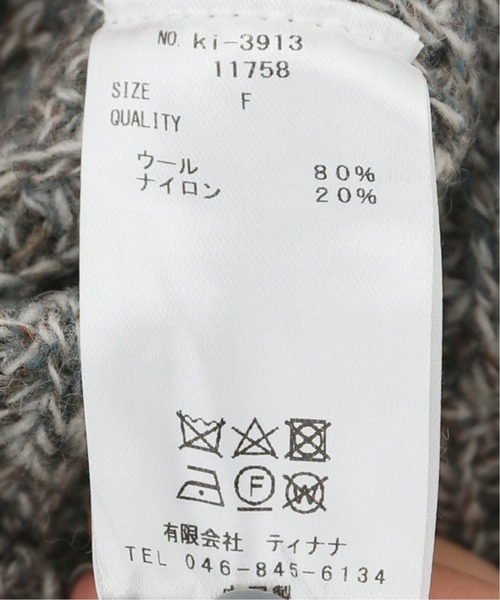 NO. ki-3913
11758
SIZE F
QUALITY
ウール 80%
ナイロン 20%
F
W
有限会社 ティナナ
TEL 046-845-6134